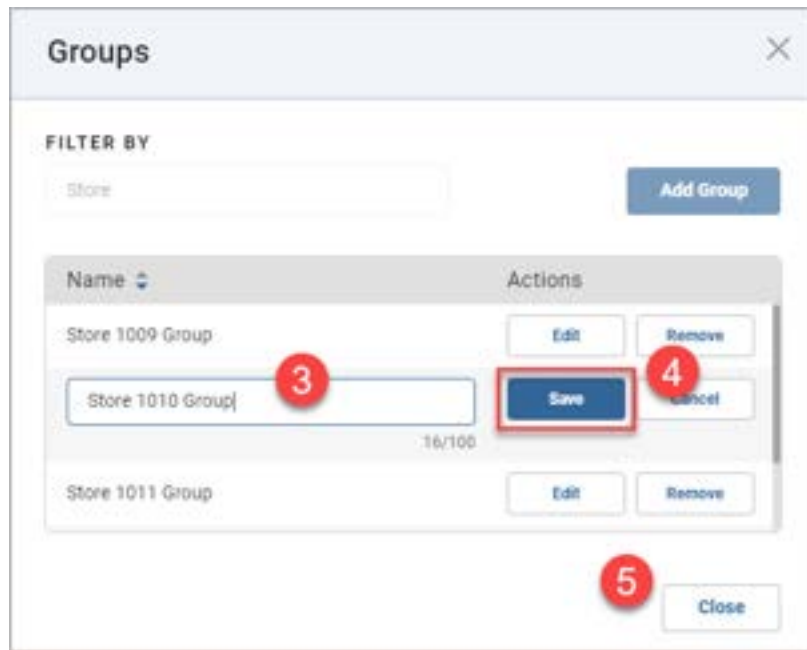 Groups
FILTER BY
Store
Add Group
Name Actions
Store 1009 Group Edit Remove
3 4
Store 1010 Group Save Cancel
16/100
Store 1011 Group Edit Remove
5
Close